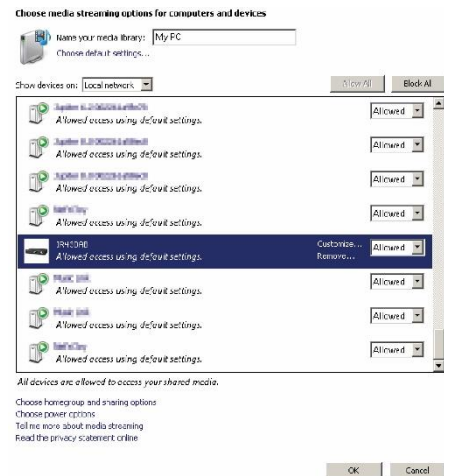 Choose media streaming options for computers and devices
Name your media library: My PC
Choose default settings...
Show devices on: Local network Allow All Block All
Allowed access using default settings. Allowed
Allowed access using default settings. Allowed
Allowed access using default settings. Allowed
Allowed access using default settings. Allowed
Customize...
Allowed access using default settings. Remove... Allowed
Allowed access using default settings. Allowed
Allowed access using default settings. Allowed
Allowed access using default settings. Allowed
All devices are allowed to access your shared media.
Choose homegroup and sharing options
Choose power options
Tell me more about media streaming
Read the privacy statement online
OK Cancel